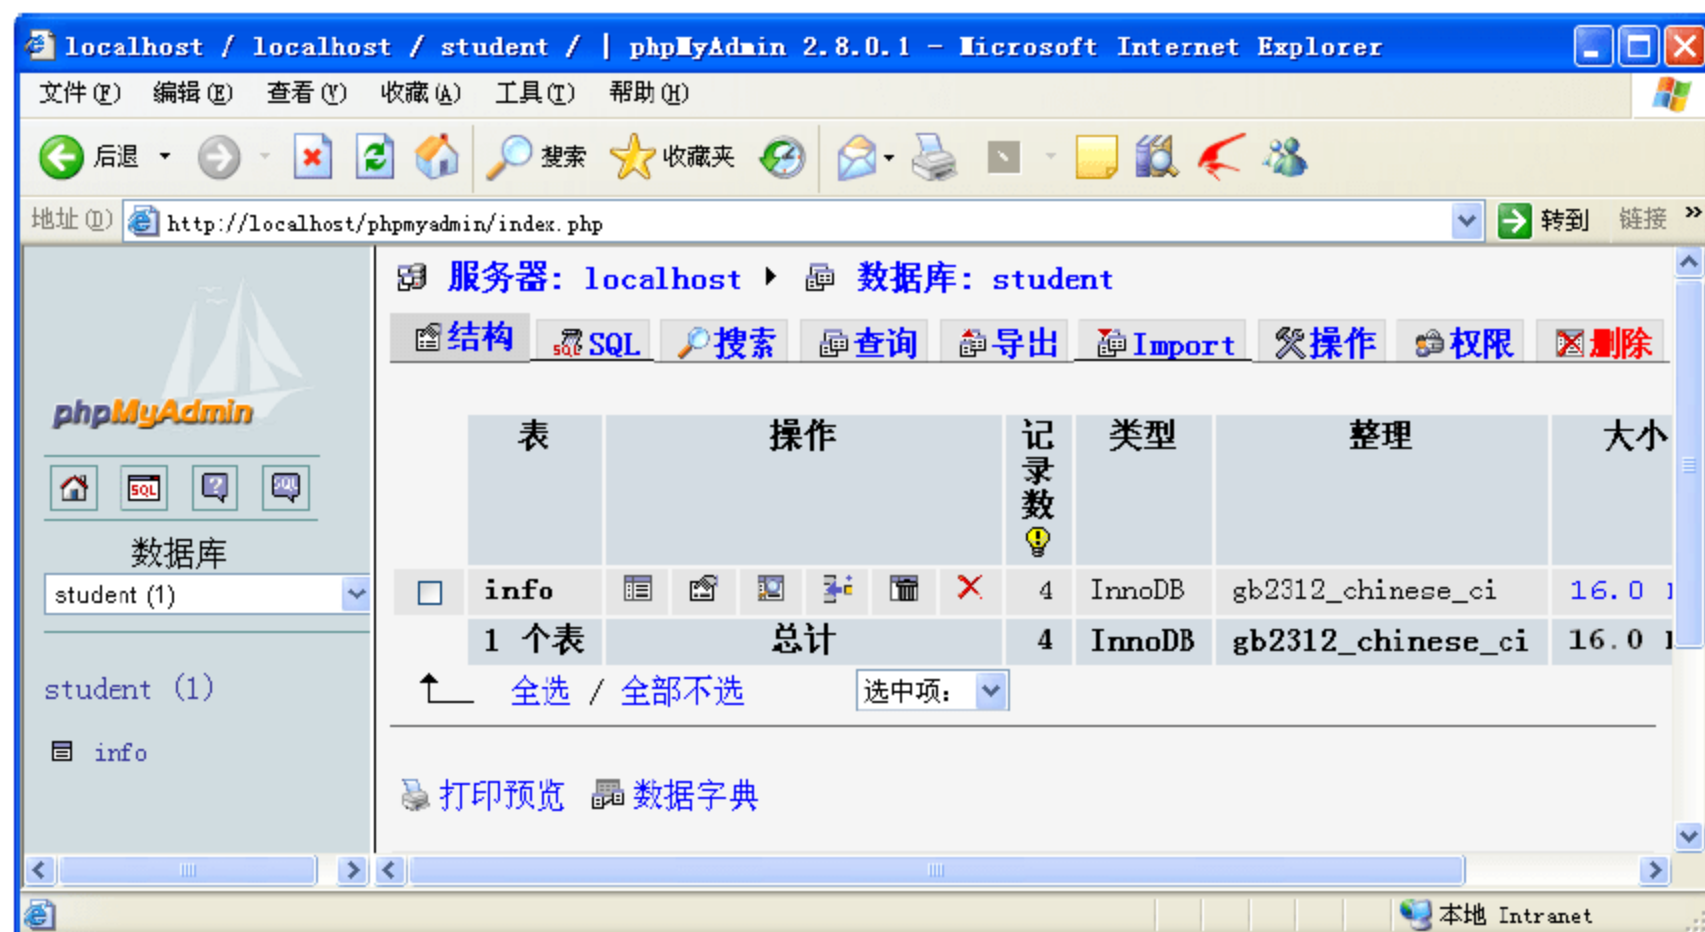 localhost / localhost / student / | phpMyAdmin 2.8.0.1 - Microsoft Internet Explorer
文件(F) 编辑(E) 查看(V) 收藏(A) 工具(T) 帮助(H)
后退 搜索 收藏夹
地址(D) http://localhost/phpmyadmin/index.php 转到 链接 »
服务器: localhost 数据库: student
结构 SQL 搜索 查询 导出 Import 操作 权限 删除
phpMyAdmin
SQL SQL
数据库
student (1)
student (1)
info
表 操作 记录数 类型 整理 大小
info 4 InnoDB gb2312_chinese_ci 16.0
1 个表 总计 4 InnoDB gb2312_chinese_ci 16.0
全选 / 全部不选 选中项:
打印预览 数据字典
本地 Intranet